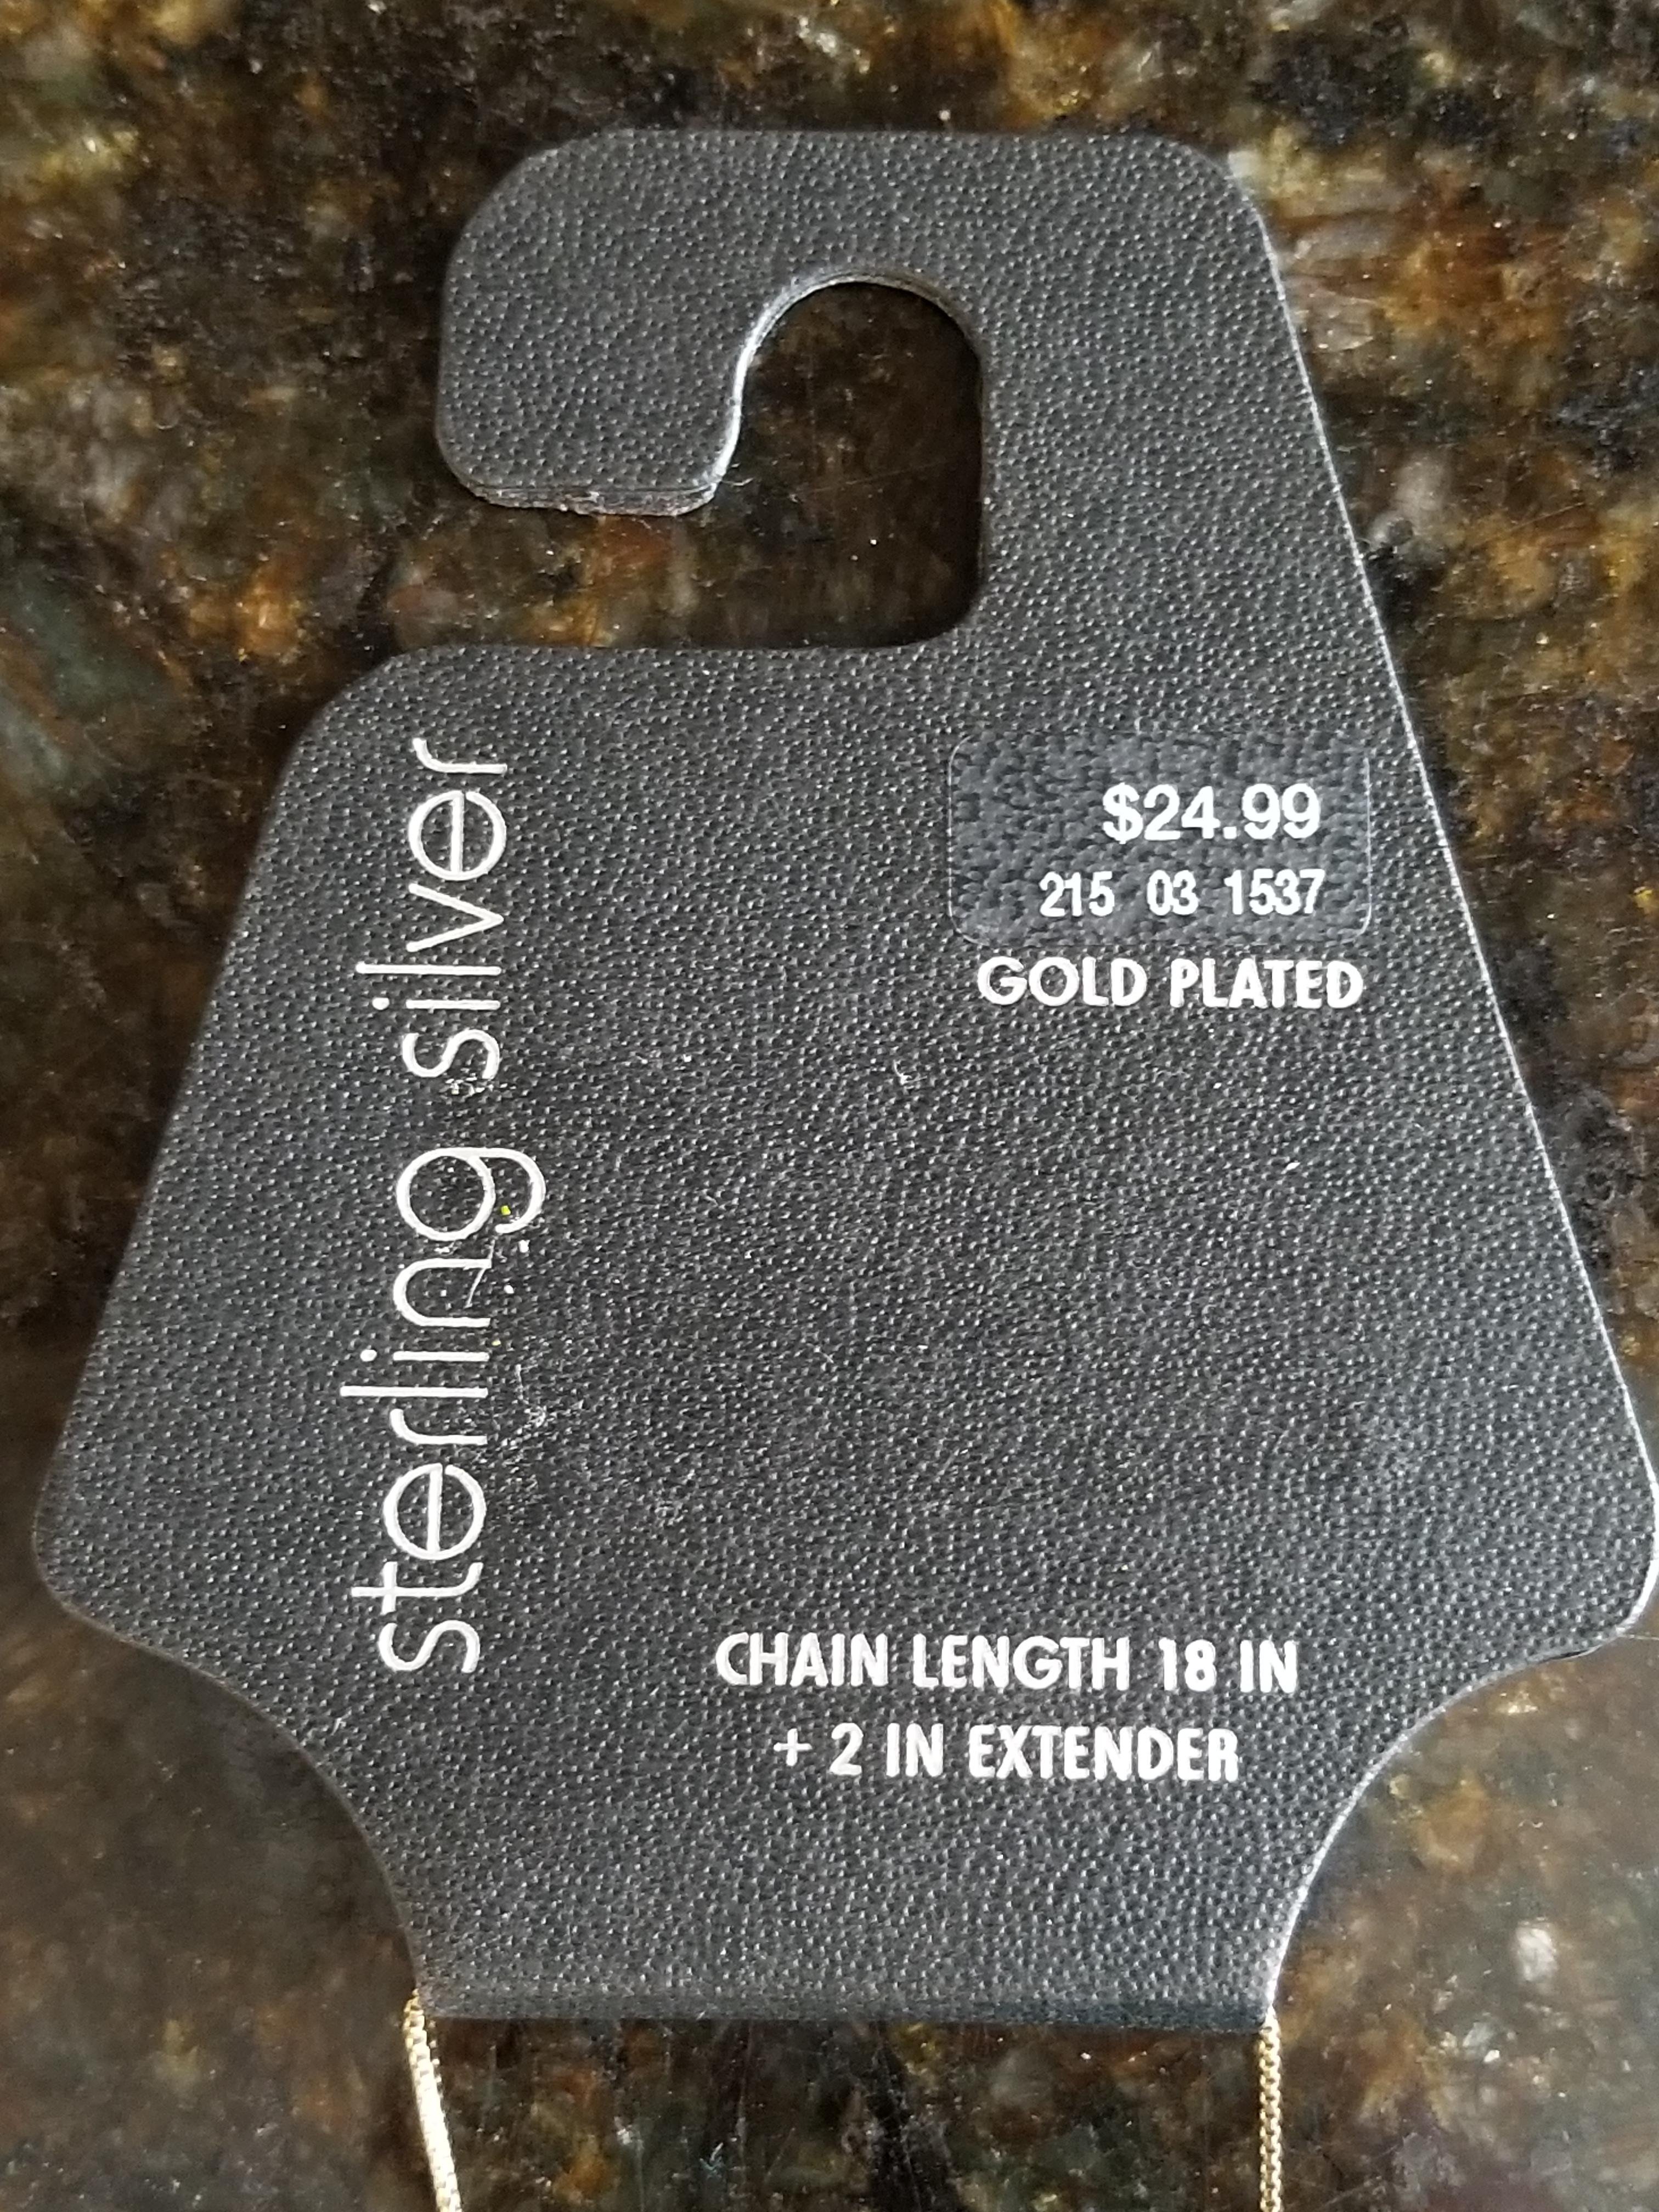 sterling silver
$24.99
215 03 1537
GOLD PLATED
CHAIN LENGTH 18 IN
+ 2 IN EXTENDER